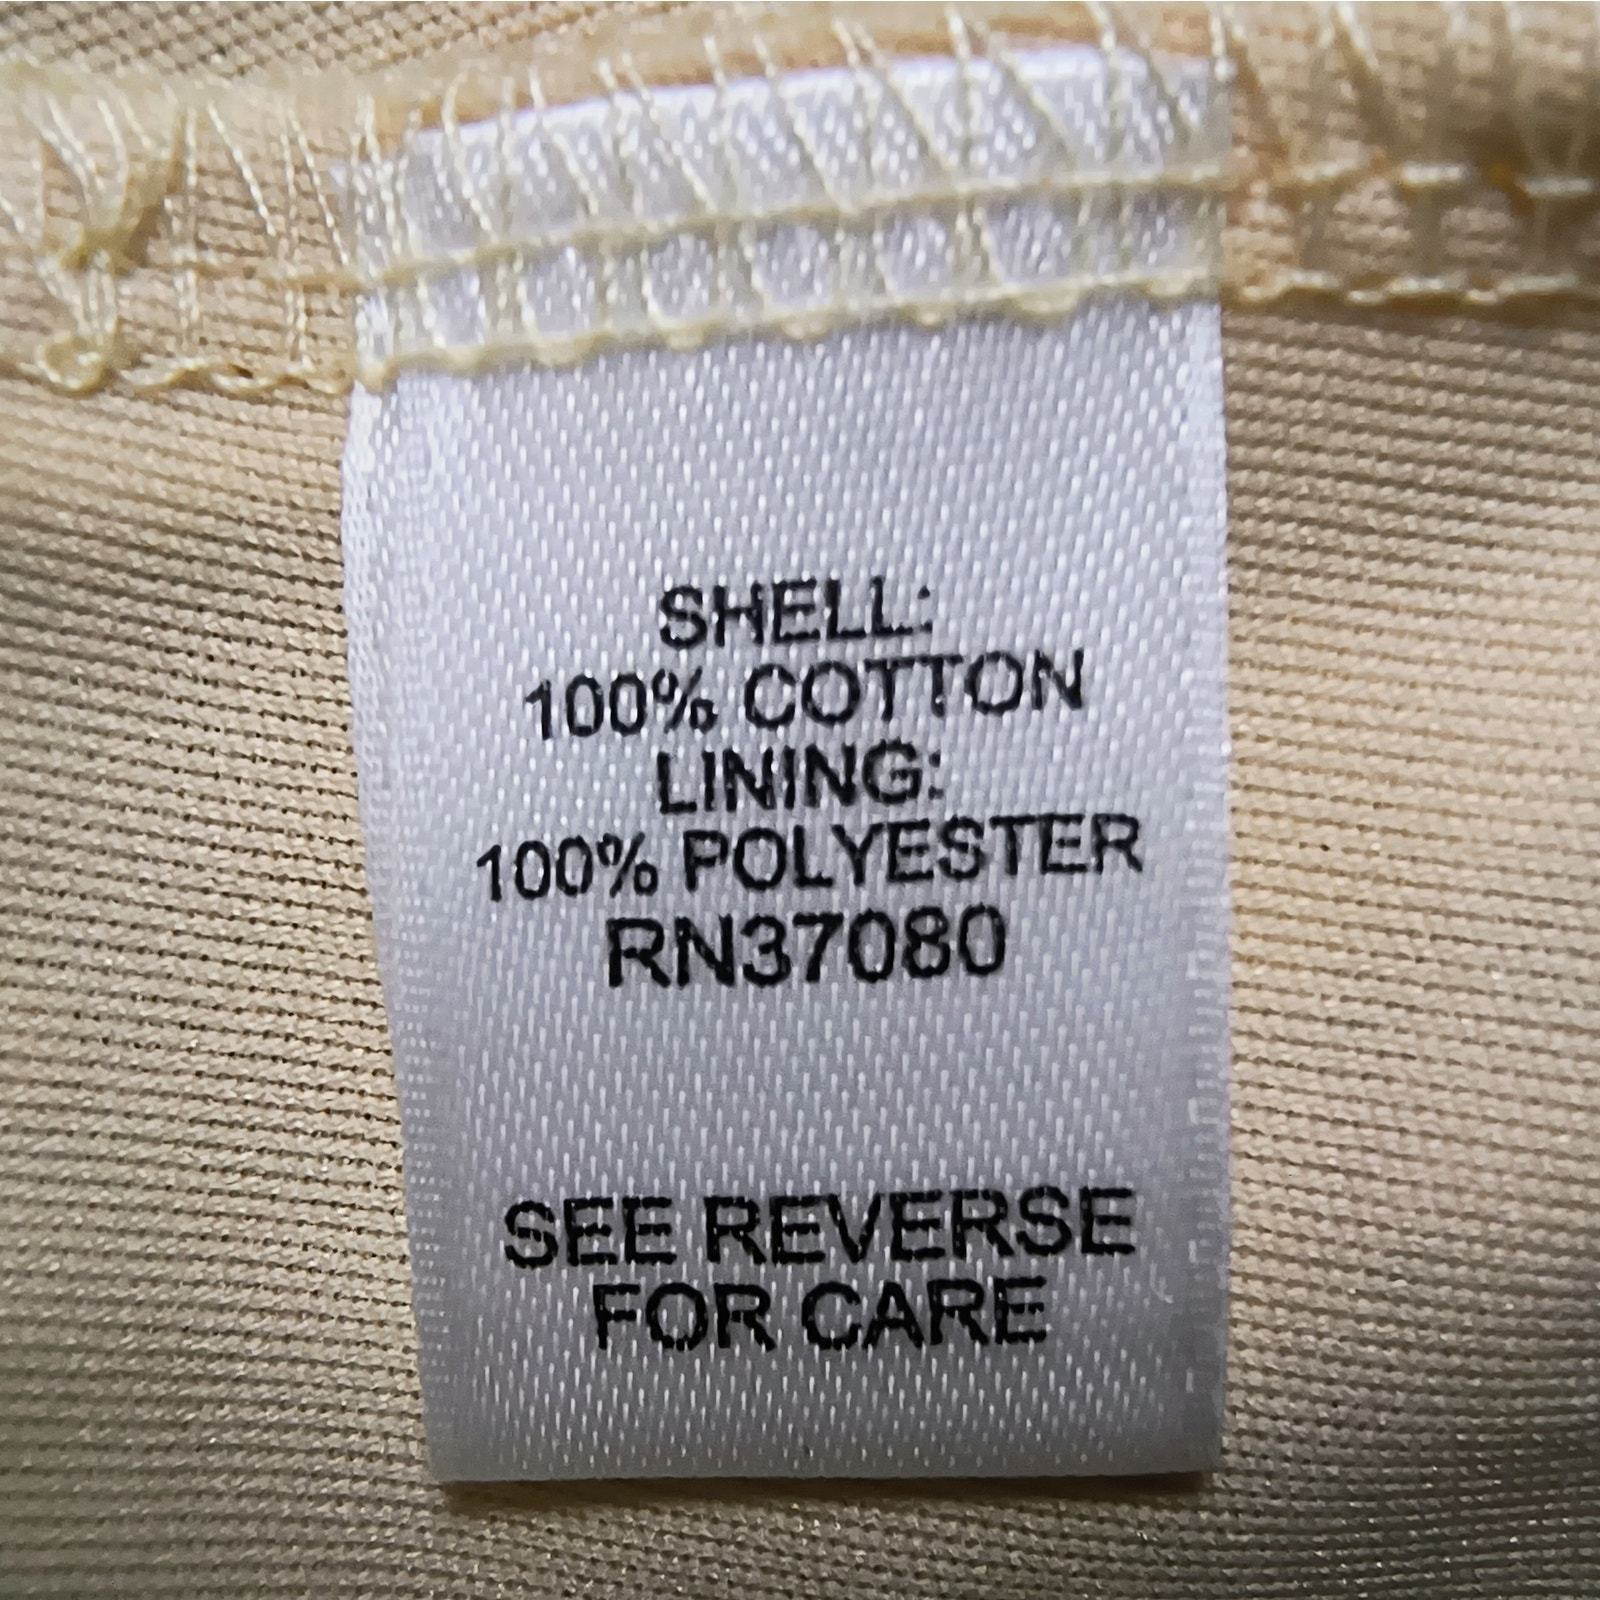 SHELL:
100% COTTON
LINING:
100% POLYESTER
RN37080
SEE REVERSE
FOR CARE